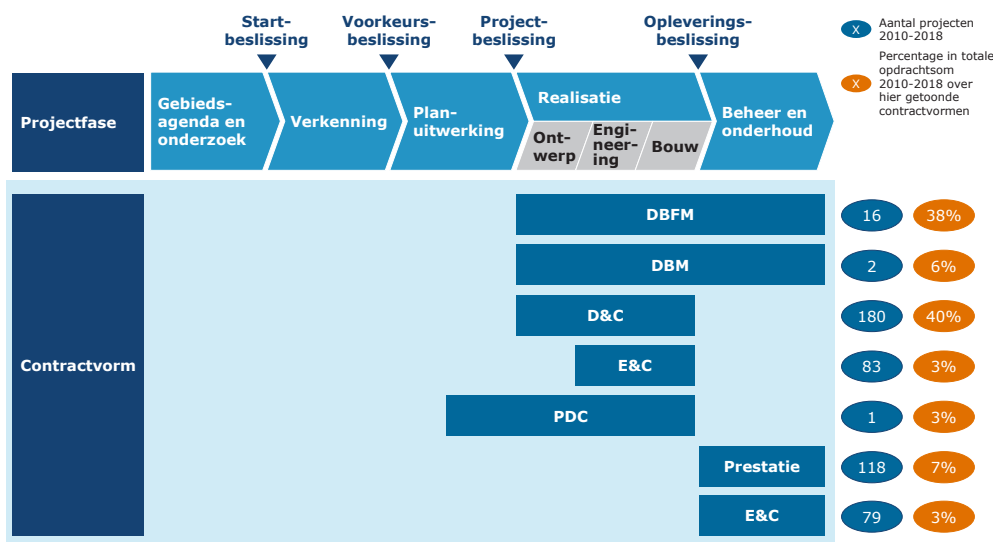 Start-
beslissing
Voorkeurs-
beslissing
Project-
beslissing
Opleverings-
beslissing
X
Aantal projecten
2010-2018
X
Percentage in totale
opdrachtsom
2010-2018 over
hier getoonde
contractvormen
Projectfase
Gebieds-
agenda en
onderzoek
Verkenning
Plan-
uitwerking
Realisatie
Ont-
werp
Engi-
neer-
ing
Bouw
Beheer en
onderhoud
Contractvorm
DBFM
16
38%
DBM
2
6%
D&C
180
40%
E&C
83
3%
PDC
1
3%
Prestatie
118
7%
E&C
79
3%